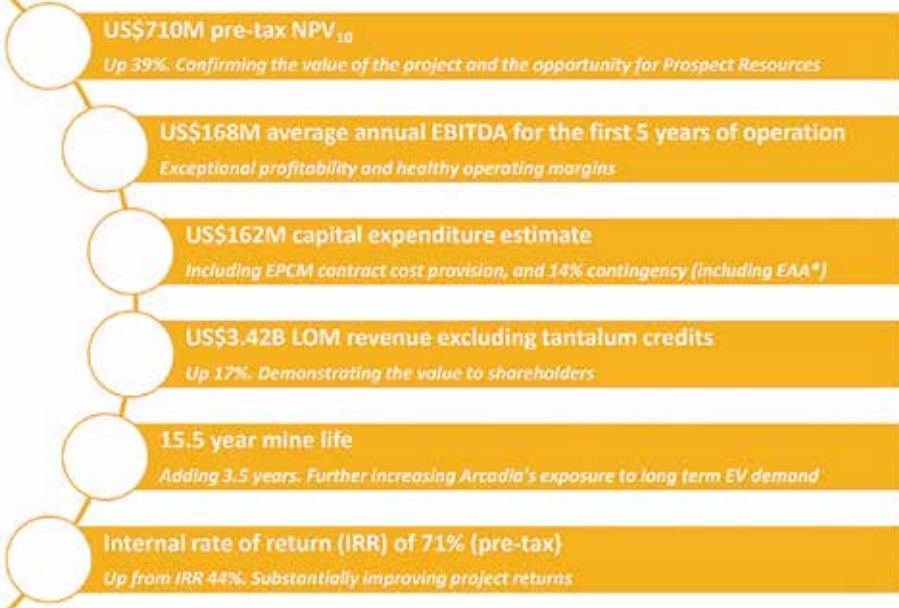 US$710M pre-tax NPV10
Up 39%. Confirming the value of the project and the opportunity for Prospect Resources
US$168M average annual EBITDA for the first 5 years of operation
Exceptional profitability and healthy operating margins
US$162M capital expenditure estimate
Including EPCM contract cost provision, and 14% contingency (including EAA*)
US$3.42B LOM revenue excluding tantalum credits
Up 17%. Demonstrating the value to shareholders
15.5 year mine life
Adding 3.5 years. Further increasing Arcadia's exposure to long term EV demand
Internal rate of return (IRR) of 71% (pre-tax)
Up from IRR 44%. Substantially improving project returns